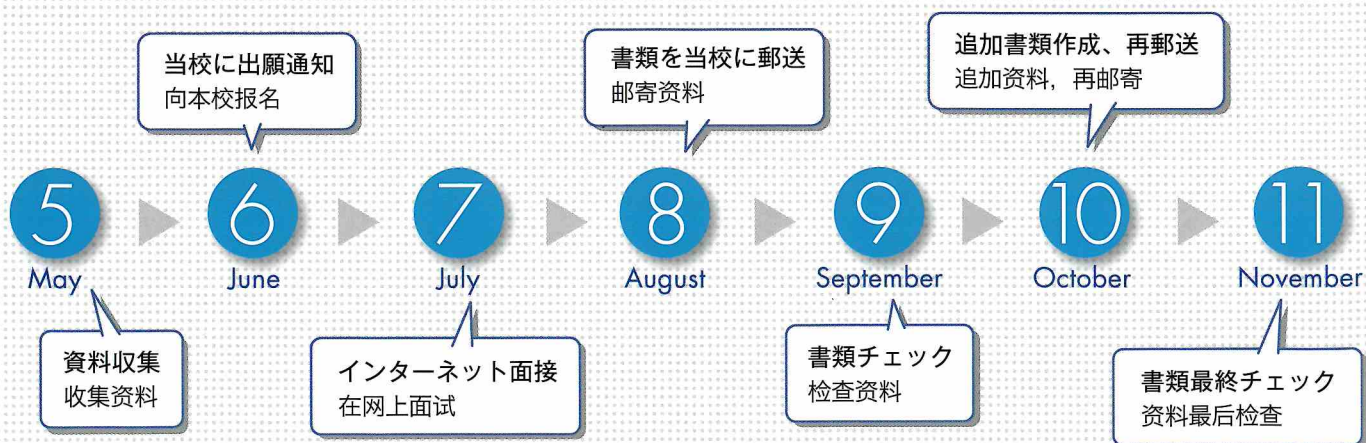 当校に出願通知
向本校报名
書類を当校に郵送
邮寄资料
追加書類作成、再郵送
追加资料，再邮寄
5
6
7
8
9
10
11
May
June
July
August
September
October
November
資料収集
收集资料
インターネット面接
在网上面试
書類チェック
检查资料
書類最終チェック
资料最后检查